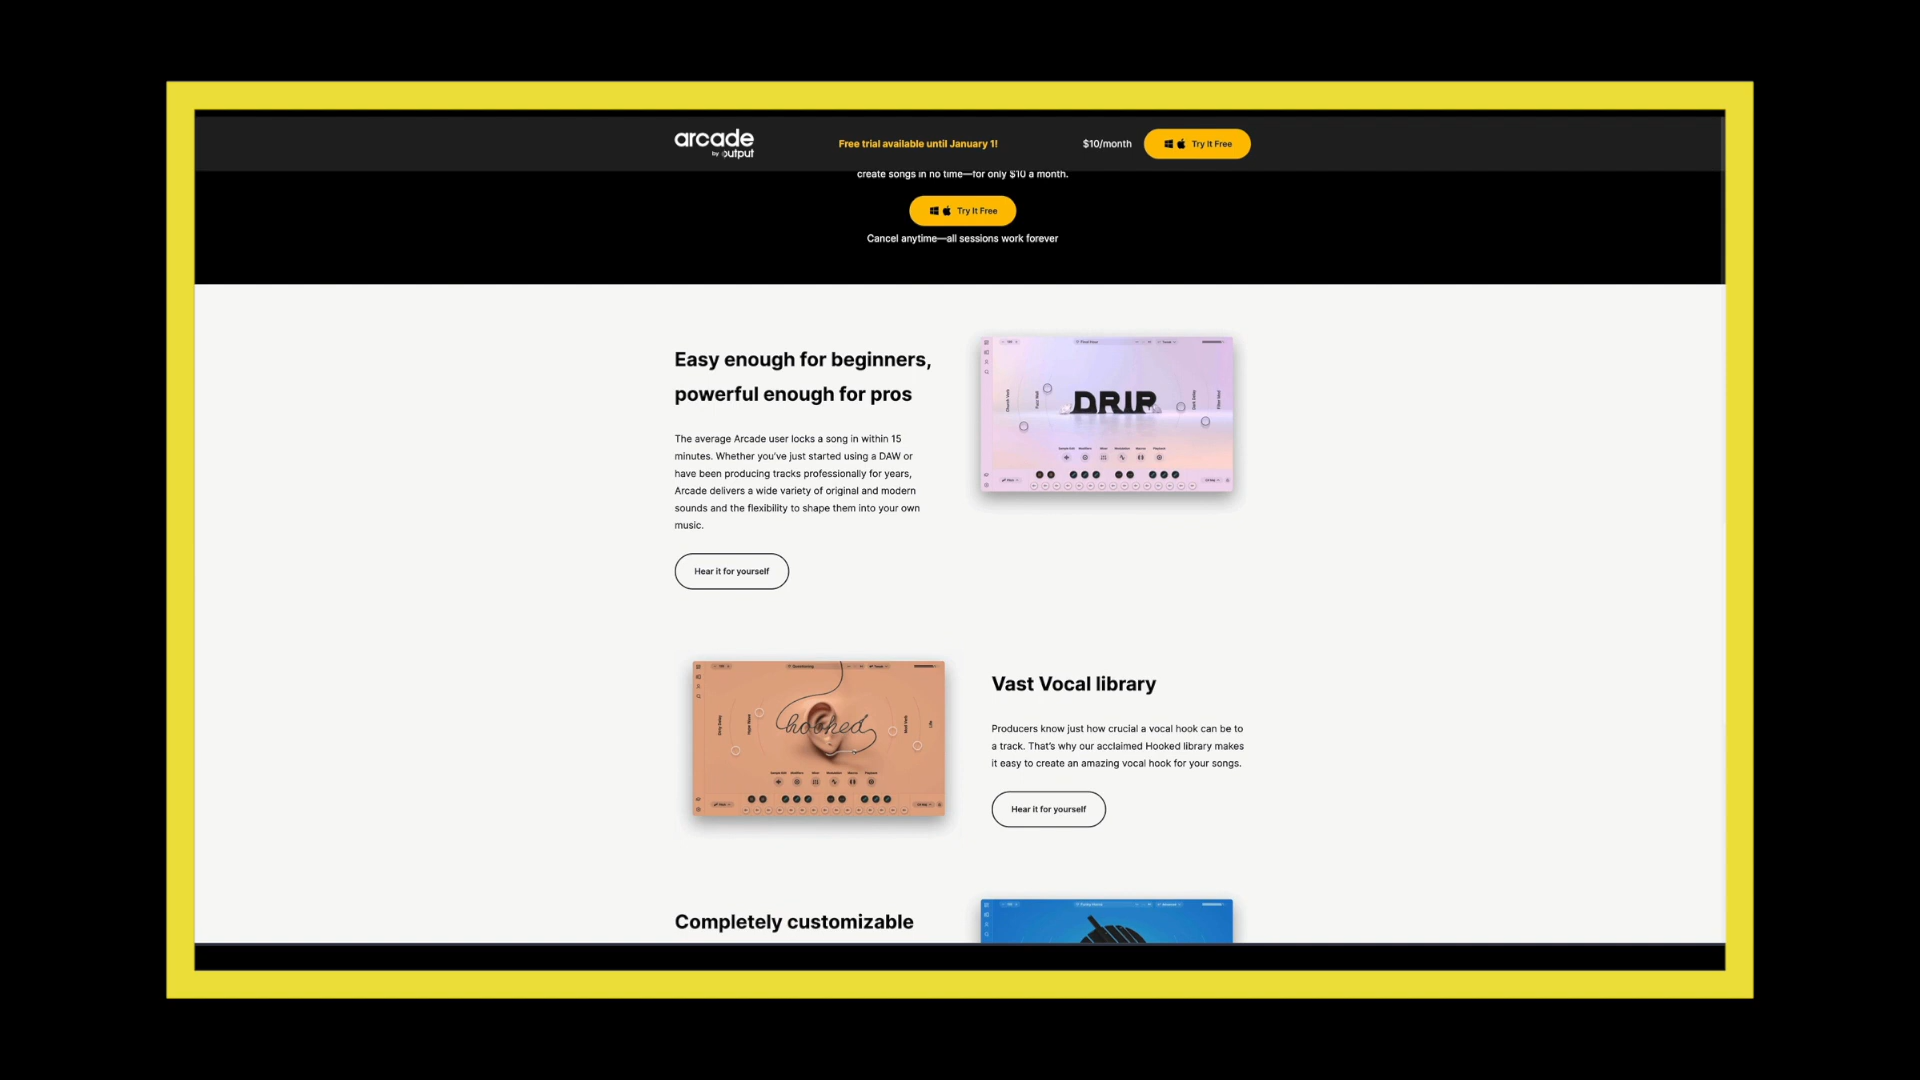 arcade
by output
Free trial available until January 1!
$10/month
Try It Free
create songs in no time—for only $10 a month.
Try It Free
Cancel anytime—all sessions work forever
Easy enough for beginners,
powerful enough for pros
The average Arcade user locks a song in within 15
minutes. Whether you've just started using a DAW or
have been producing tracks professionally for years,
Arcade delivers a wide variety of original and modern
sounds and the flexibility to shape them into your own
music.
Hear it for yourself
DRIP
hooked
Vast Vocal library
Producers know just how crucial a vocal hook can be to
a track. That's why our acclaimed Hooked library makes
it easy to create an amazing vocal hook for your songs.
Hear it for yourself
Completely customizable